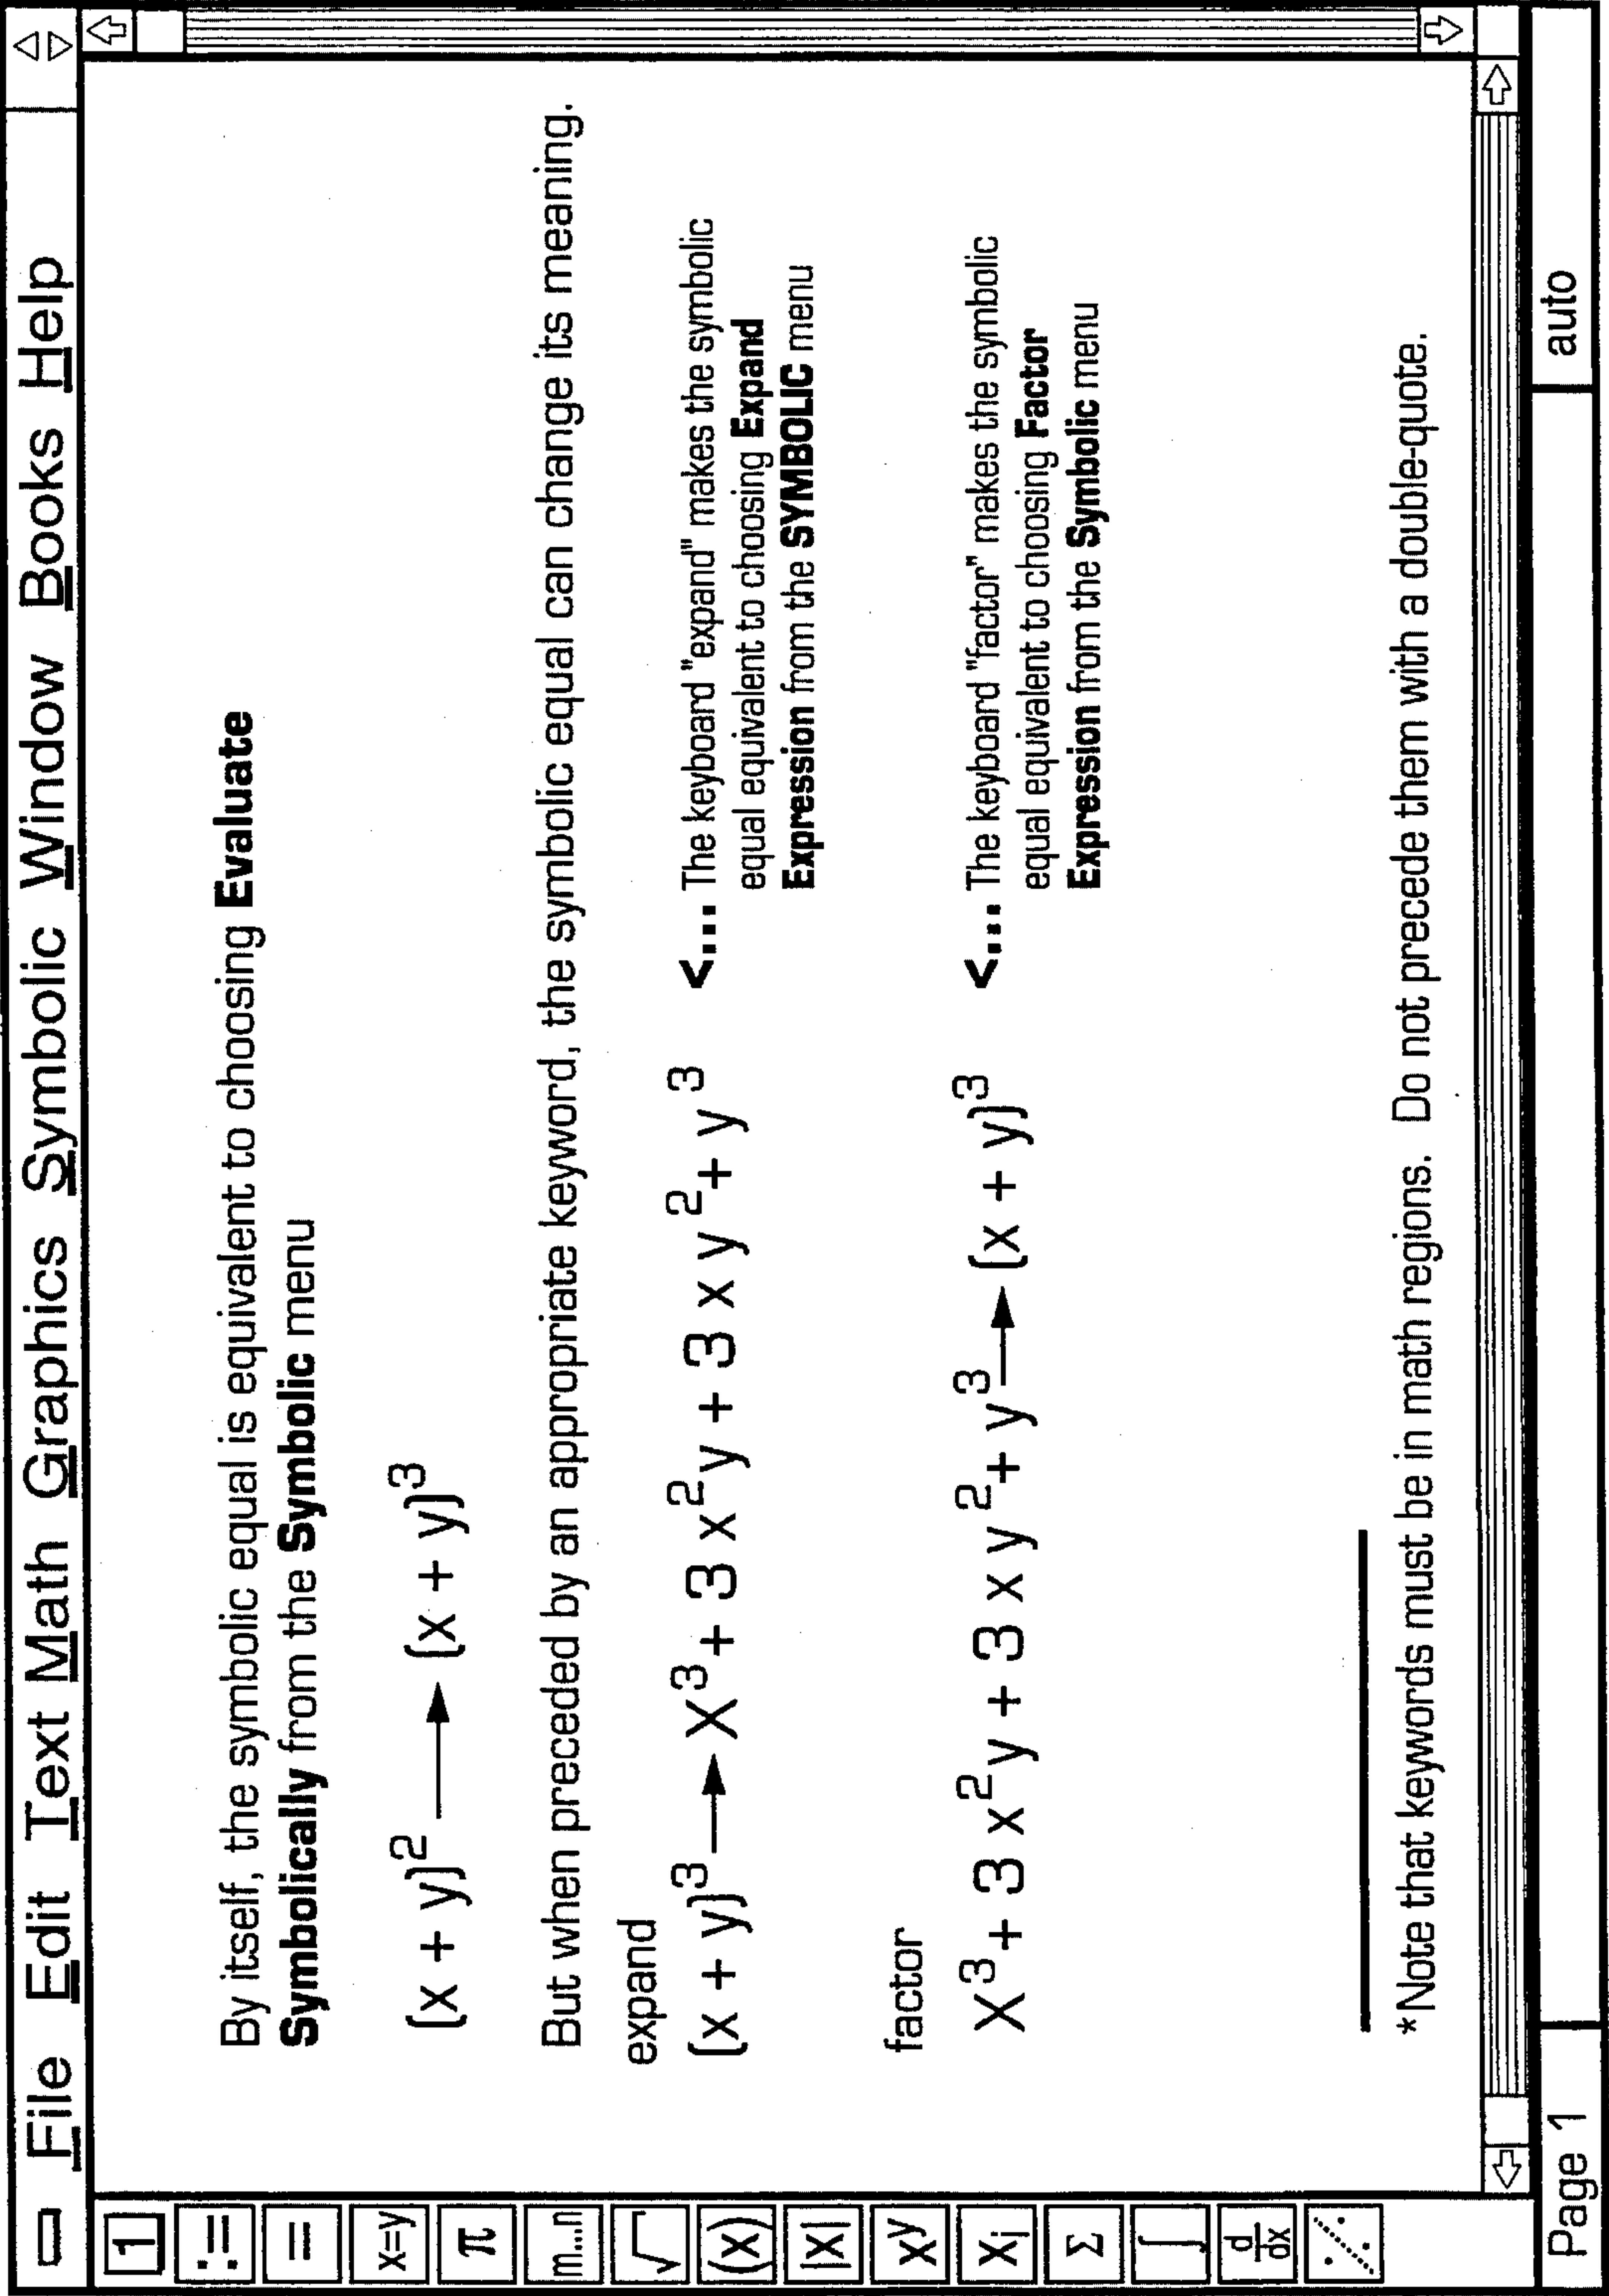 File Edit Text Math Graphics Symbolic Window Books Help
1
:=
=
x=y
π
m...n
√
(x)
|x|
xy
Xi
Σ
∫
d/dx
By itself, the symbolic equal is equivalent to choosing Evaluate
Symbolically from the Symbolic menu
(x + y)² ⟶ (x + y)³
But when preceded by an appropriate keyword, the symbolic equal can change its meaning.
expand
(x + y)³ ⟶ X³ + 3 x² y + 3 x y² + y³
<... The keyboard "expand" makes the symbolic
equal equivalent to choosing Expand
Expression from the SYMBOLIC menu
factor
X³ + 3 x² y + 3 x y² + y³ ⟶ (x + y)³
<... The keyboard "factor" makes the symbolic
equal equivalent to choosing Factor
Expression from the Symbolic menu
*Note that keywords must be in math regions. Do not precede them with a double-quote.
Page 1
auto